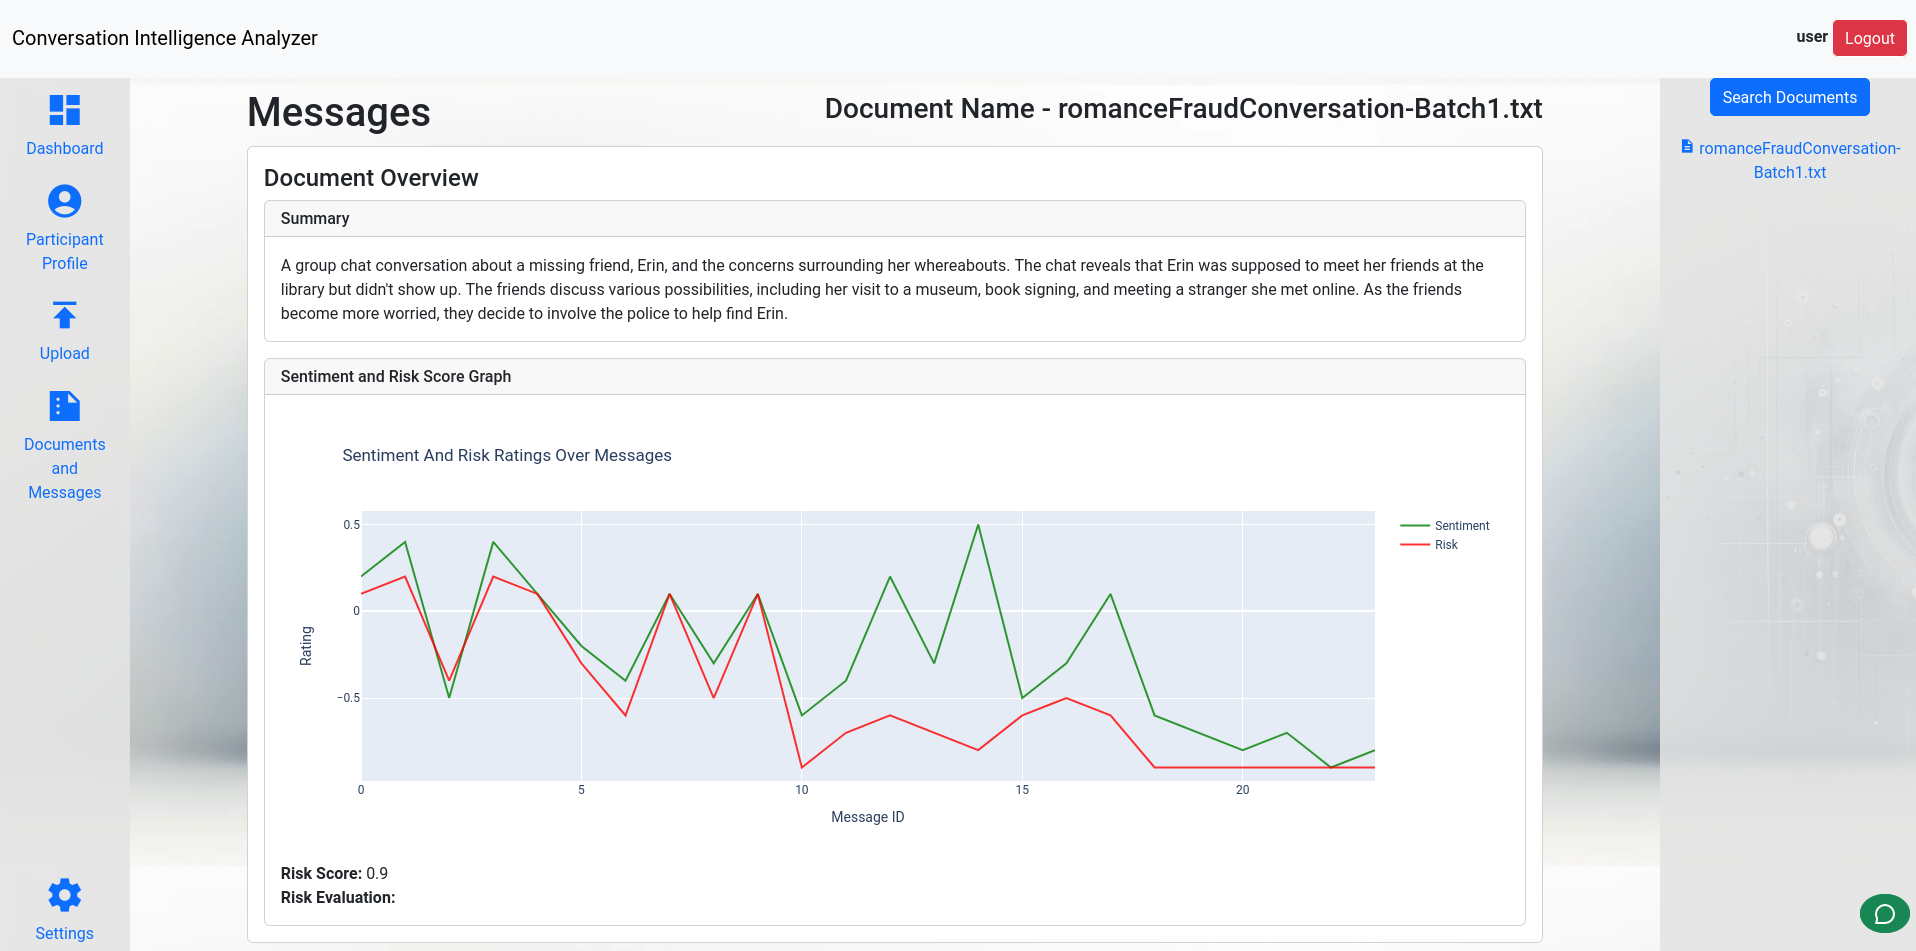 Conversation Intelligence Analyzer
user
Logout
Dashboard
Participant
Profile
Upload
Documents
and
Messages
Settings
Messages
Document Name - romanceFraudConversation-Batch1.txt
Document Overview
Summary
A group chat conversation about a missing friend, Erin, and the concerns surrounding her whereabouts. The chat reveals that Erin was supposed to meet her friends at the
library but didn't show up. The friends discuss various possibilities, including her visit to a museum, book signing, and meeting a stranger she met online. As the friends
become more worried, they decide to involve the police to help find Erin.
Sentiment and Risk Score Graph
Sentiment And Risk Ratings Over Messages
0.5
0
−0.5
Rating
0 5 10 15 20
Message ID
Sentiment
Risk
Risk Score: 0.9
Risk Evaluation:
Search Documents
romanceFraudConversation-
Batch1.txt